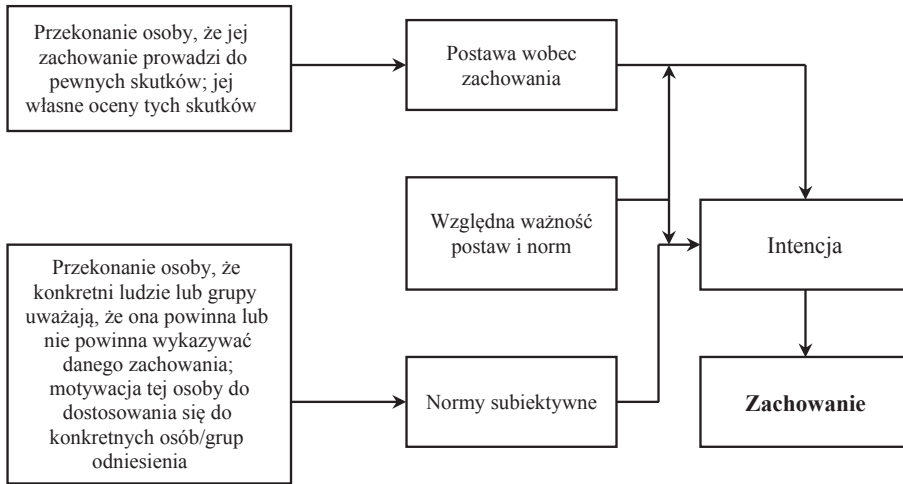 Przekonanie osoby, że jej
zachowanie prowadzi do
pewnych skutków; jej
własne oceny tych skutków
Postawa wobec
zachowania
Względna ważność
postaw i norm
Intencja
Przekonanie osoby, że
konkretni ludzie lub grupy
uważają, że ona powinna lub
nie powinna wykazywać
danego zachowania;
motywacja tej osoby do
dostosowania się do
konkretnych osób/grup
odniesienia
Normy subiektywne
Zachowanie